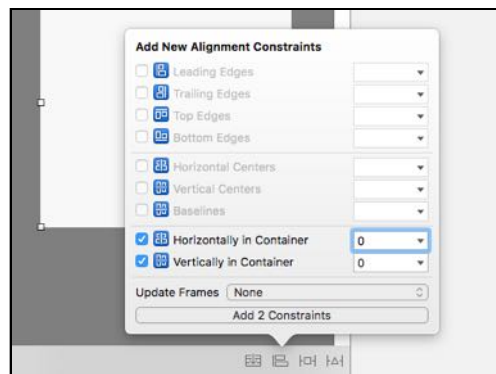 Add New Alignment Constraints
Leading Edges
Trailing Edges
Top Edges
Bottom Edges
Horizontal Centers
Vertical Centers
Baselines
Horizontally in Container 0
Vertically in Container 0
Update Frames None
Add 2 Constraints